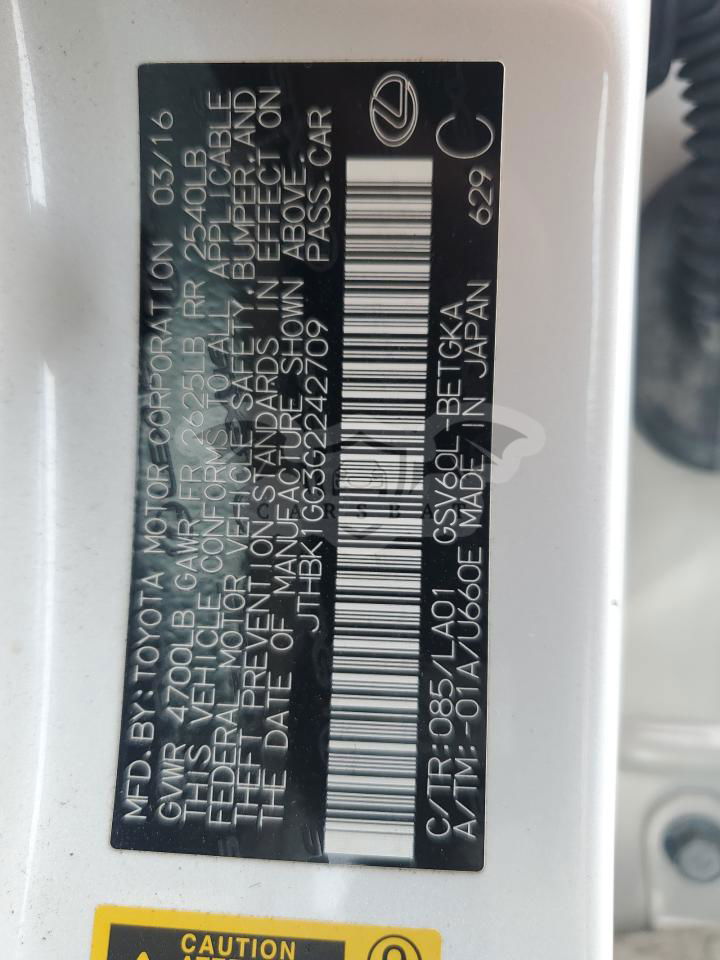 MFD. BY: TOYOTA MOTOR CORPORATION 03/16
GVWR 4700LB GAWR FR 2625LB RR 2540LB
THIS VEHICLE CONFORMS TO ALL APPLICABLE
FEDERAL MOTOR VEHICLE SAFETY, BUMPER, AND
THEFT PREVENTION STANDARDS IN EFFECT ON
THE DATE OF MANUFACTURE SHOWN ABOVE.
JTHBK1GG3G2242709 PASS. CAR
C/TR: 085/LA01 GSV60L-BETGKA
A/TM: -01A/U660E MADE IN JAPAN 629 C
CARSBAT
CAUTION